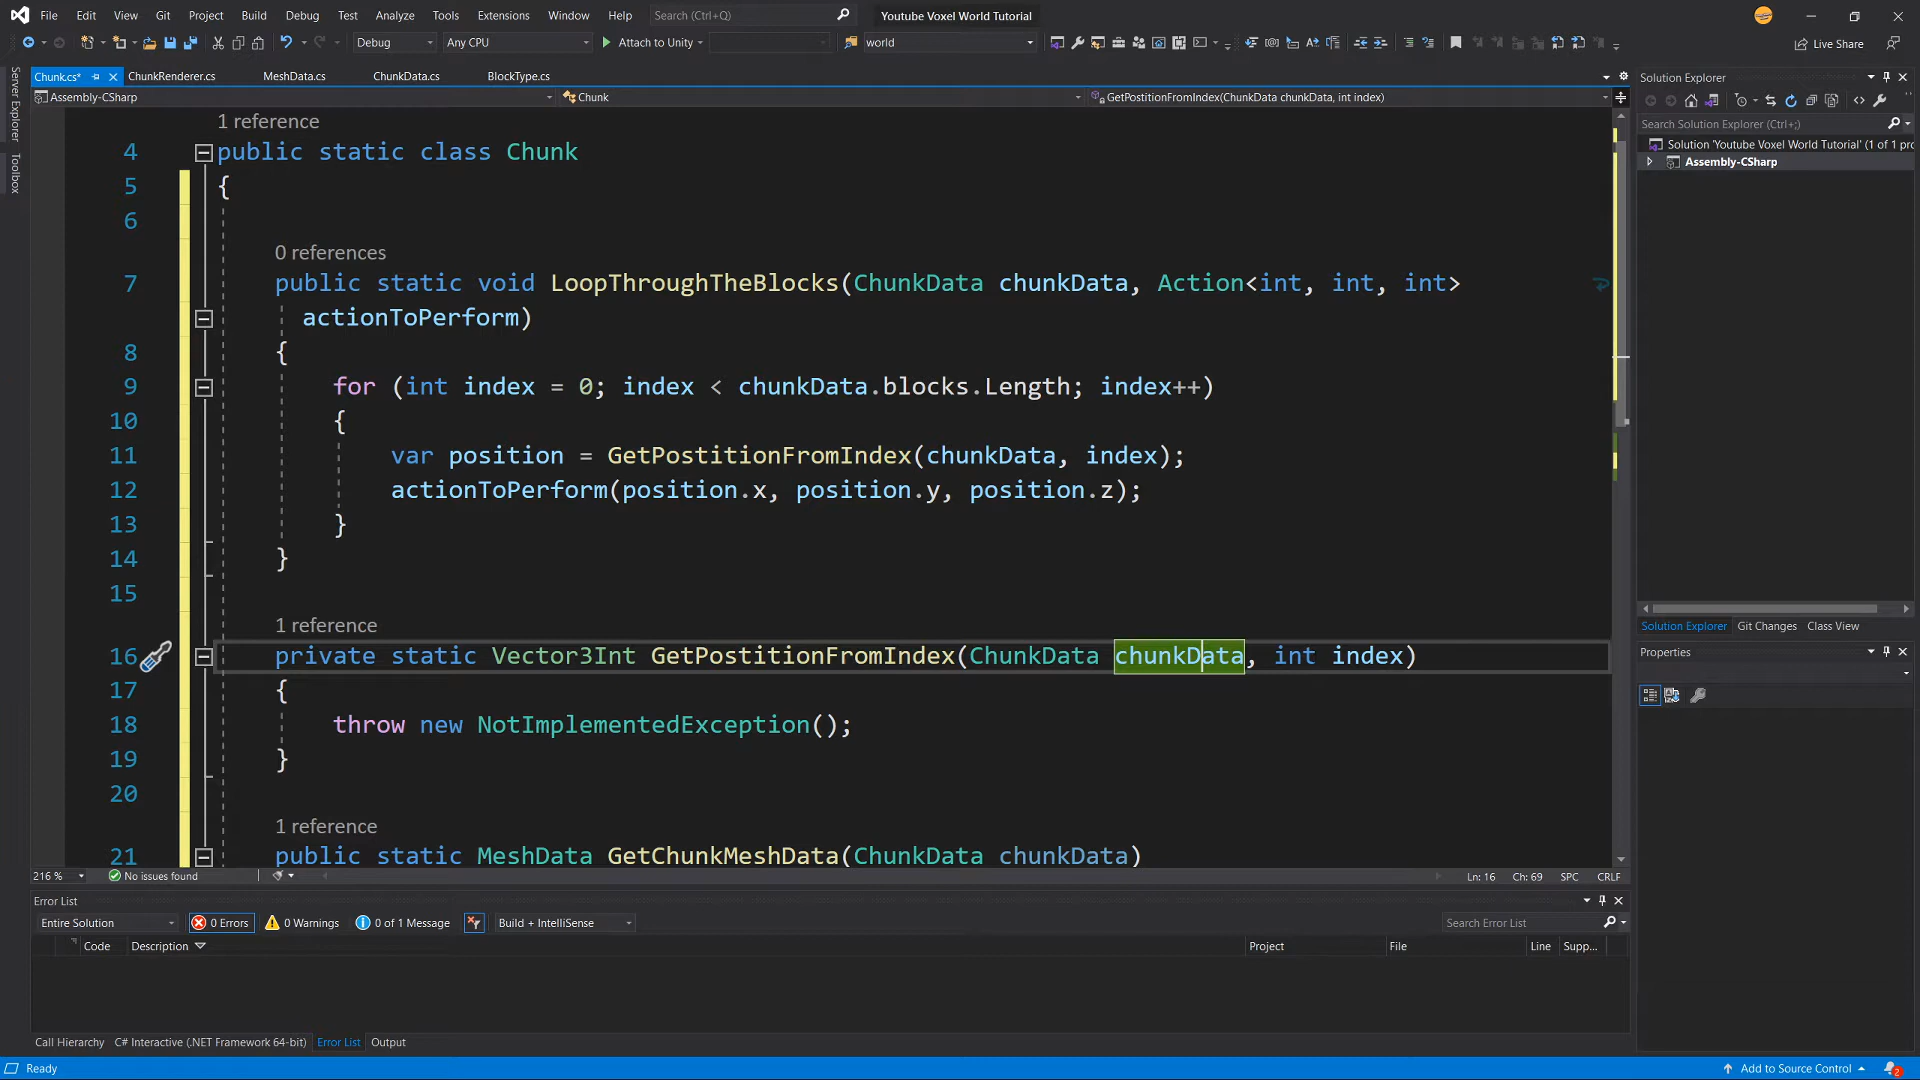 File Edit View Git Project Build Debug Test Analyze Tools Extensions Window Help Search (Ctrl+Q) Youtube Voxel World Tutorial
Debug Any CPU Attach to Unity world Live Share
Chunk.cs* ChunkRenderer.cs MeshData.cs ChunkData.cs BlockType.cs
Assembly-CSharp Chunk GetPostitionFromIndex(ChunkData chunkData, int index)
Server Explorer
Toolbox
1 reference
4 public static class Chunk
5 {
6
0 references
7 public static void LoopThroughTheBlocks(ChunkData chunkData, Action<int, int, int>
actionToPerform)
8 {
9 for (int index = 0; index < chunkData.blocks.Length; index++)
10 {
11 var position = GetPostitionFromIndex(chunkData, index);
12 actionToPerform(position.x, position.y, position.z);
13 }
14 }
15
1 reference
16 private static Vector3Int GetPostitionFromIndex(ChunkData chunkData, int index)
17 {
18 throw new NotImplementedException();
19 }
20
1 reference
21 public static MeshData GetChunkMeshData(ChunkData chunkData)
216 % No issues found Ln: 16 Ch: 69 SPC CRLF
Solution Explorer
Search Solution Explorer (Ctrl+;)
Solution 'Youtube Voxel World Tutorial' (1 of 1 pro
Assembly-CSharp
Solution Explorer Git Changes Class View
Properties
Error List
Entire Solution 0 Errors 0 Warnings 0 of 1 Message Build + IntelliSense Search Error List
Code Description Project File Line Supp...
Call Hierarchy C# Interactive (.NET Framework 64-bit) Error List Output
Ready Add to Source Control 2